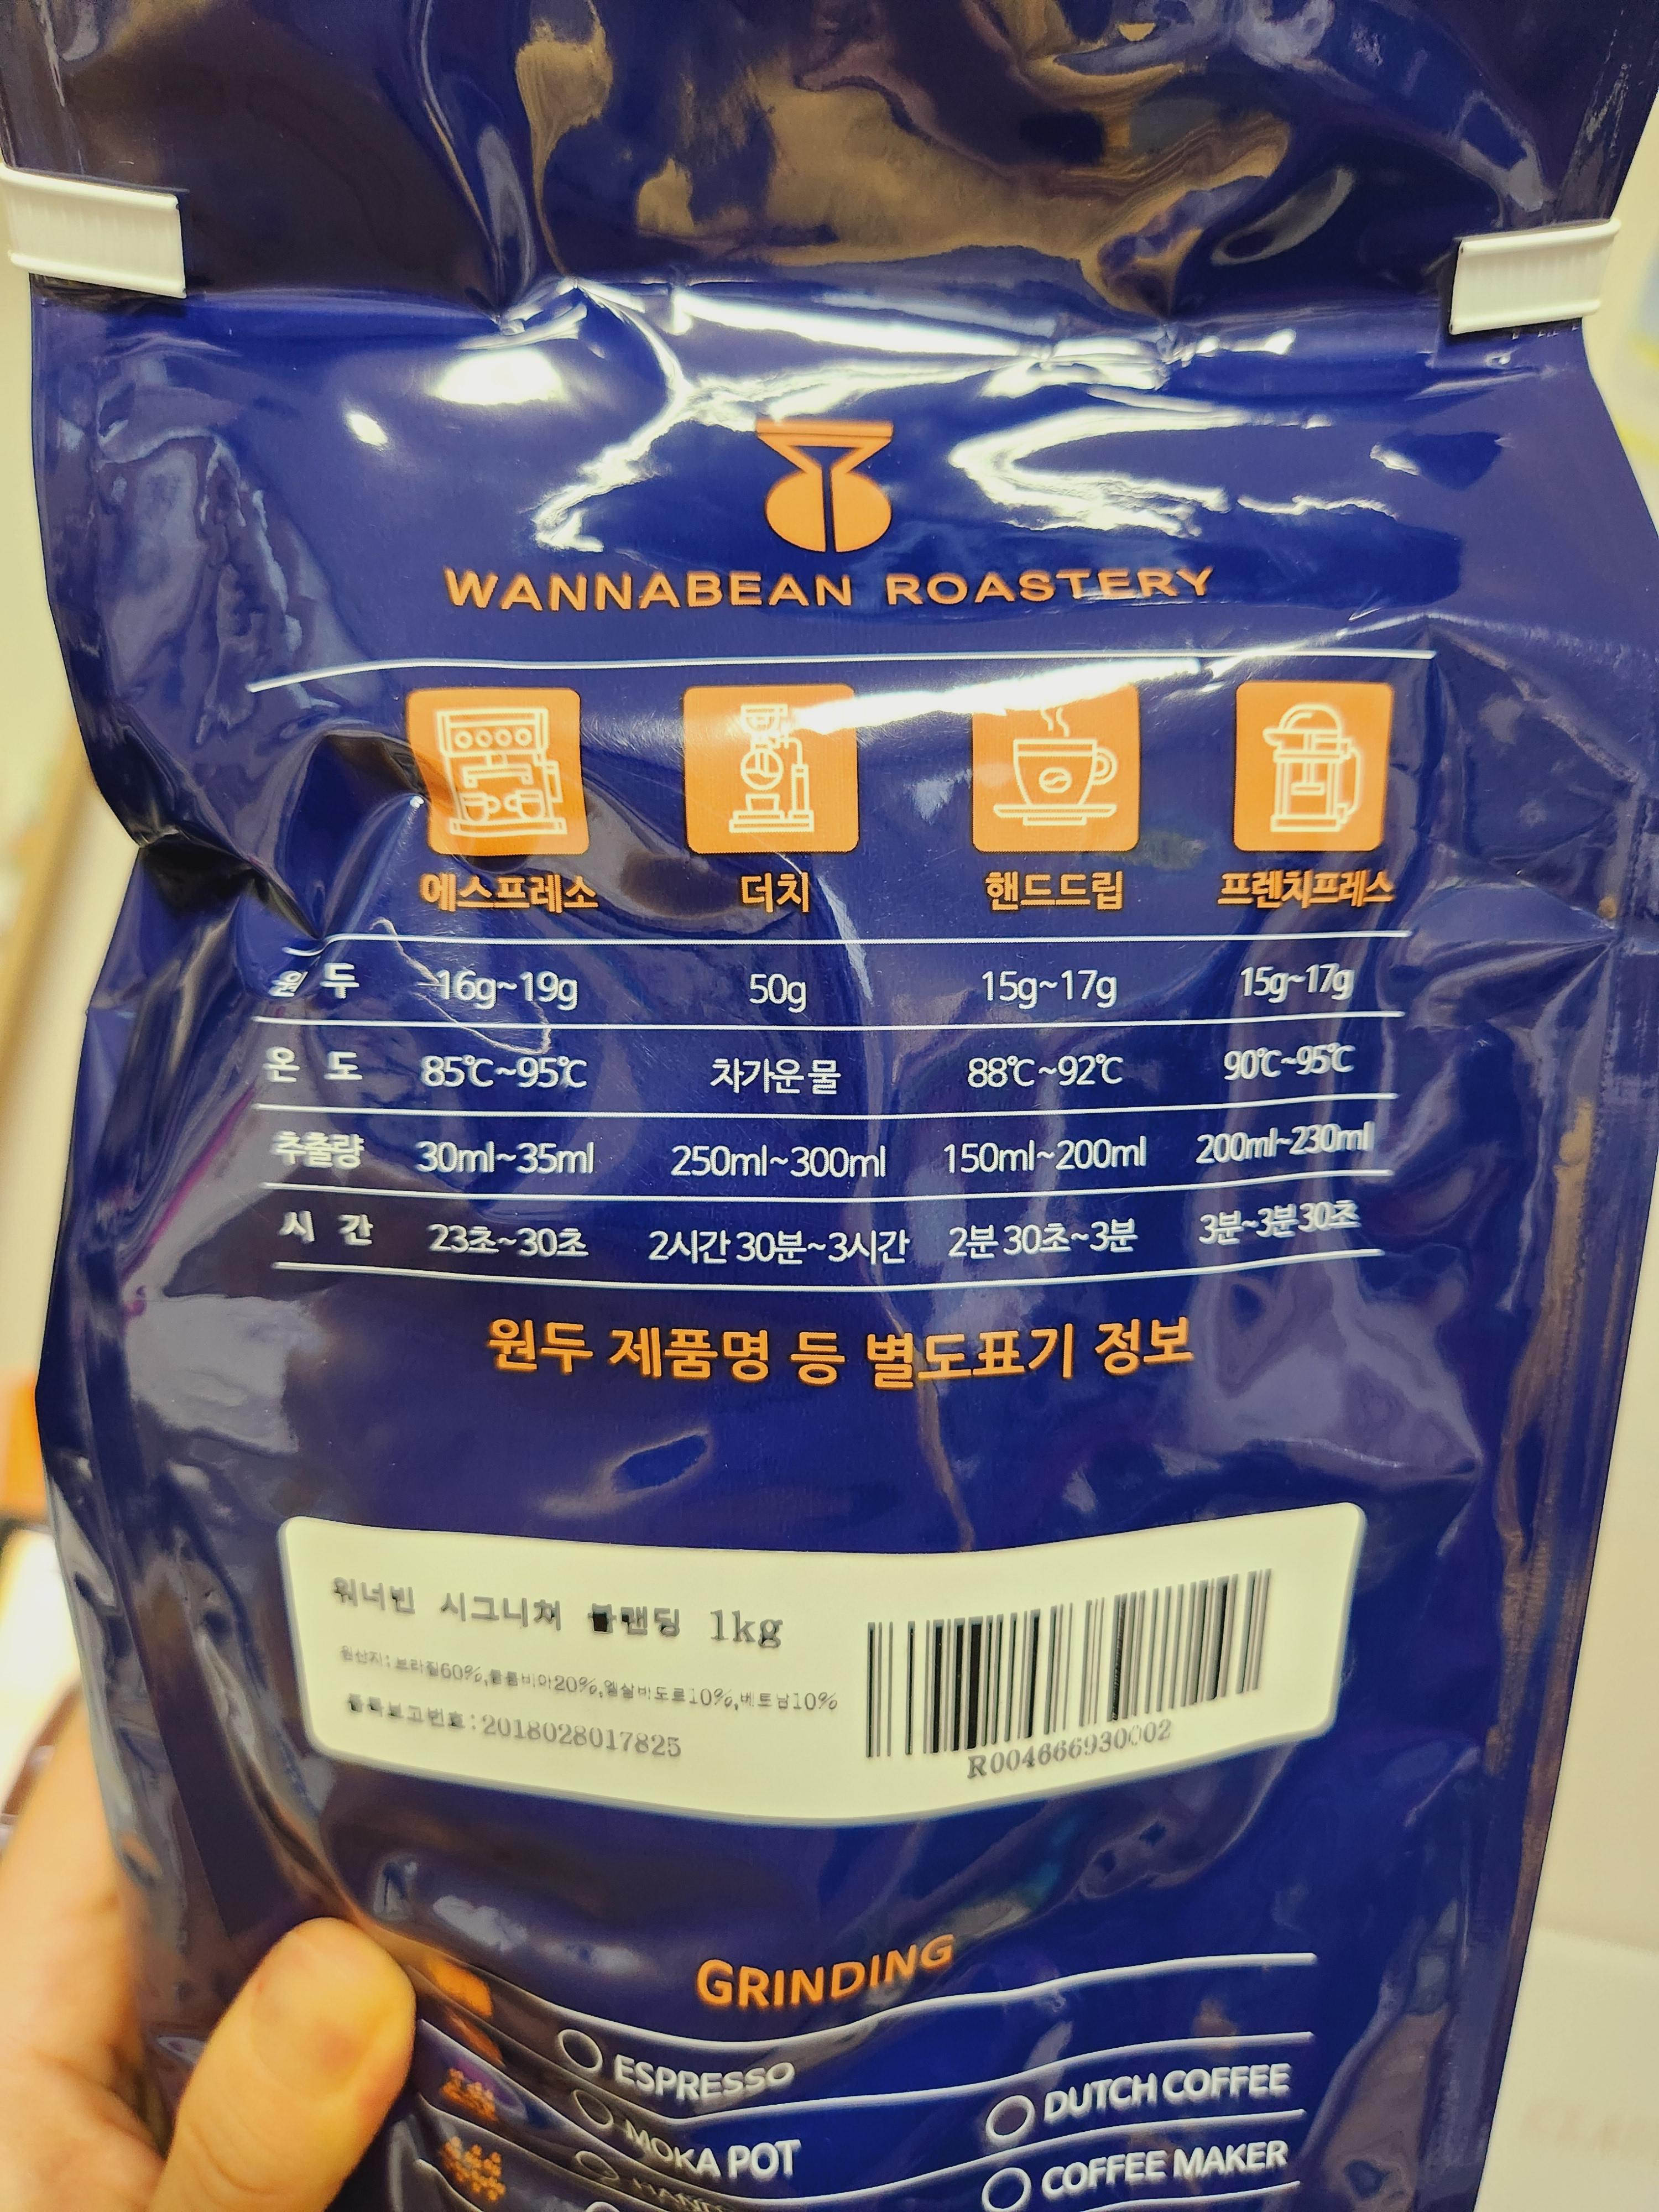 WANNABEAN ROASTERY
에스프레소 더치 핸드드립 프렌치프레스
원 두 16g~19g 50g 15g~17g 15g~17g
온 도 85℃~95℃ 차가운 물 88℃~92℃ 90℃~95℃
추출량 30ml~35ml 250ml~300ml 150ml~200ml 200ml~230ml
시 간 23초~30초 2시간 30분~3시간 2분 30초~3분 3분~3분 30초
원두 제품명 등 별도표기 정보
워너빈 시그니쳐 블랜딩 1kg
원산지:브라질60%,콜롬비아20%,엘살바도르10%,베트남10%
품목보고번호:2018028017825
R004666930002
GRINDING
ESPRESSO
DUTCH COFFEE
MOKA POT
COFFEE MAKER